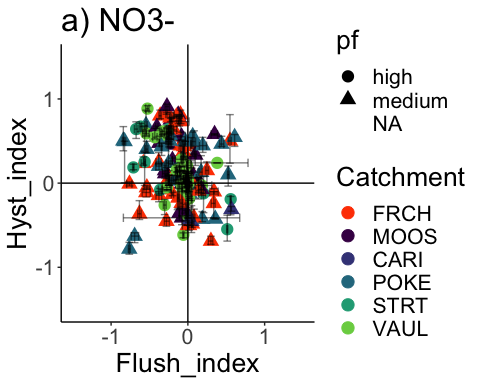 a) NO3-
Hyst_index
1
0
-1
-1
0
1
Flush_index
pf
high
medium
NA
Catchment
FRCH
MOOS
CARI
POKE
STRT
VAUL